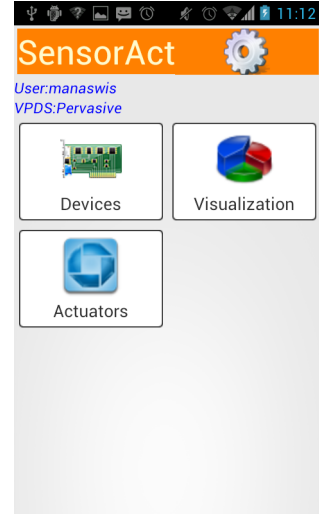 11:12
SensorAct
User:manaswis
VPDS:Pervasive
Devices
Visualization
Actuators